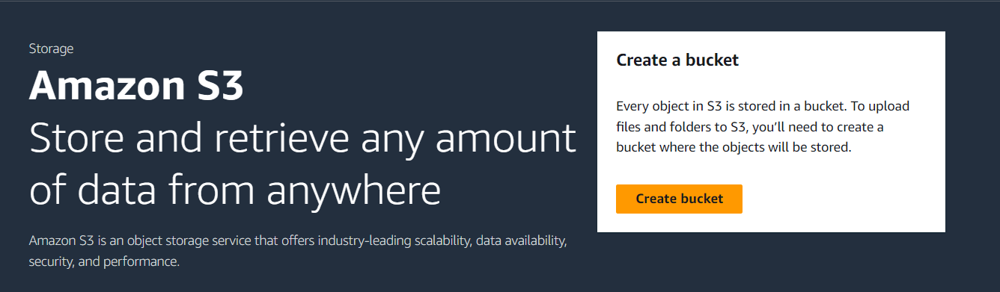 Storage
Amazon S3
Store and retrieve any amount
of data from anywhere
Amazon S3 is an object storage service that offers industry-leading scalability, data availability,
security, and performance.
Create a bucket
Every object in S3 is stored in a bucket. To upload
files and folders to S3, you’ll need to create a
bucket where the objects will be stored.
Create bucket